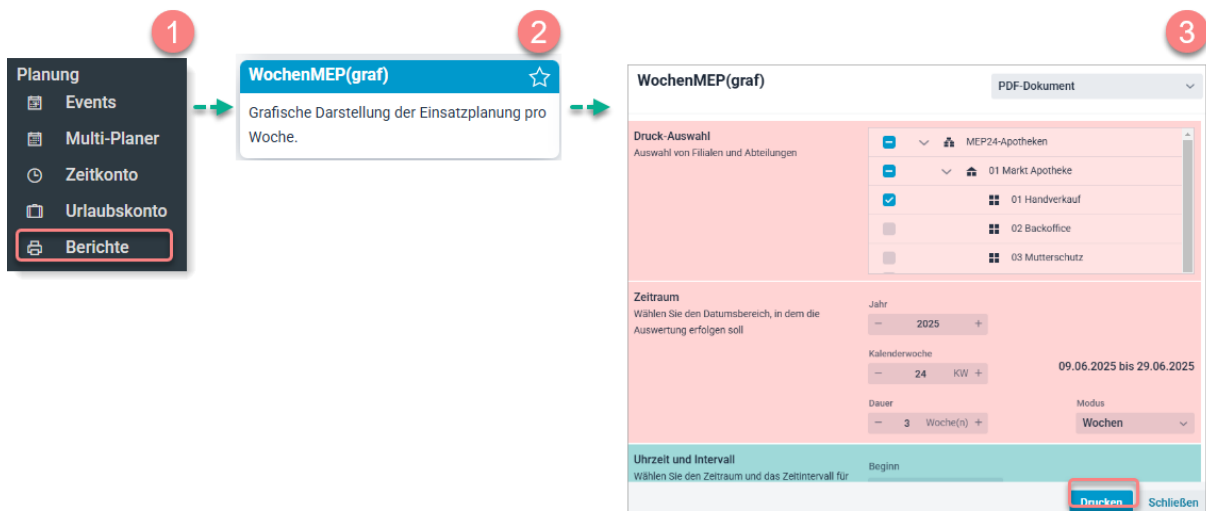 1
Planung
Events
Multi-Planer
Zeitkonto
Urlaubskonto
Berichte
2
WochenMEP(graf)
Grafische Darstellung der Einsatzplanung pro
Woche.
3
WochenMEP(graf)
PDF-Dokument
Druck-Auswahl
Auswahl von Filialen und Abteilungen
MEP24-Apotheken
01 Markt Apotheke
01 Handverkauf
02 Backoffice
03 Mutterschutz
Zeitraum
Wählen Sie den Datumsbereich, in dem die
Auswertung erfolgen soll
Jahr
− 2025 +
Kalenderwoche
− 24 KW +
09.06.2025 bis 29.06.2025
Dauer
− 3 Woche(n) +
Modus
Wochen
Uhrzeit und Intervall
Wählen Sie den Zeitraum und das Zeitintervall für
Beginn
Drucken
Schließen